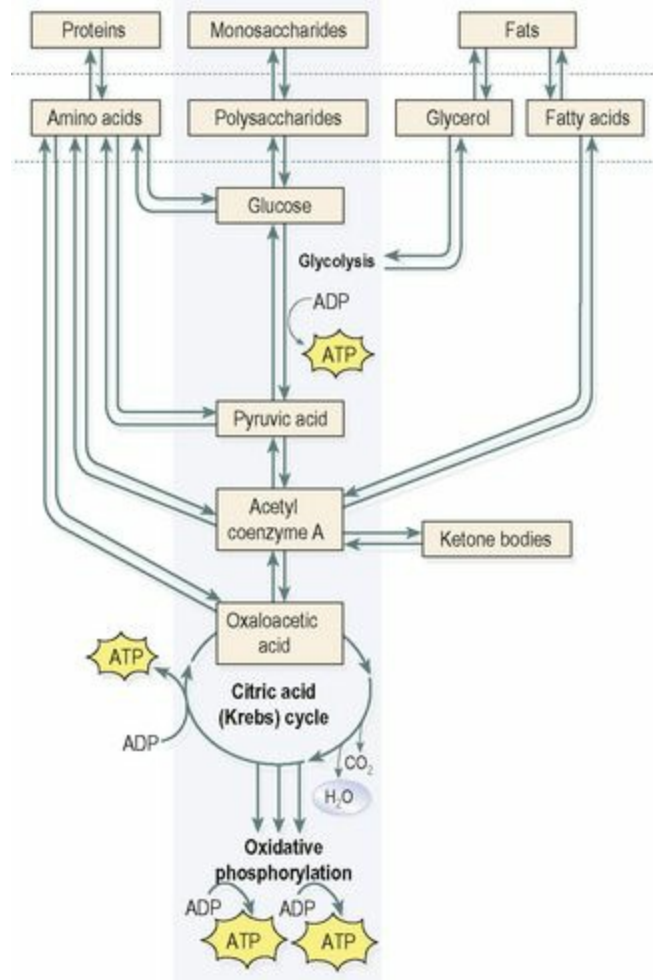 Proteins
Monosaccharides
Fats
Amino acids
Polysaccharides
Glycerol
Fatty acids
Glucose
Glycolysis
ADP
ATP
Pyruvic acid
Acetyl
coenzyme A
Ketone bodies
Oxaloacetic
acid
ATP
Citric acid
(Krebs) cycle
ADP
CO₂
H₂O
Oxidative
phosphorylation
ADP
ADP
ATP
ATP